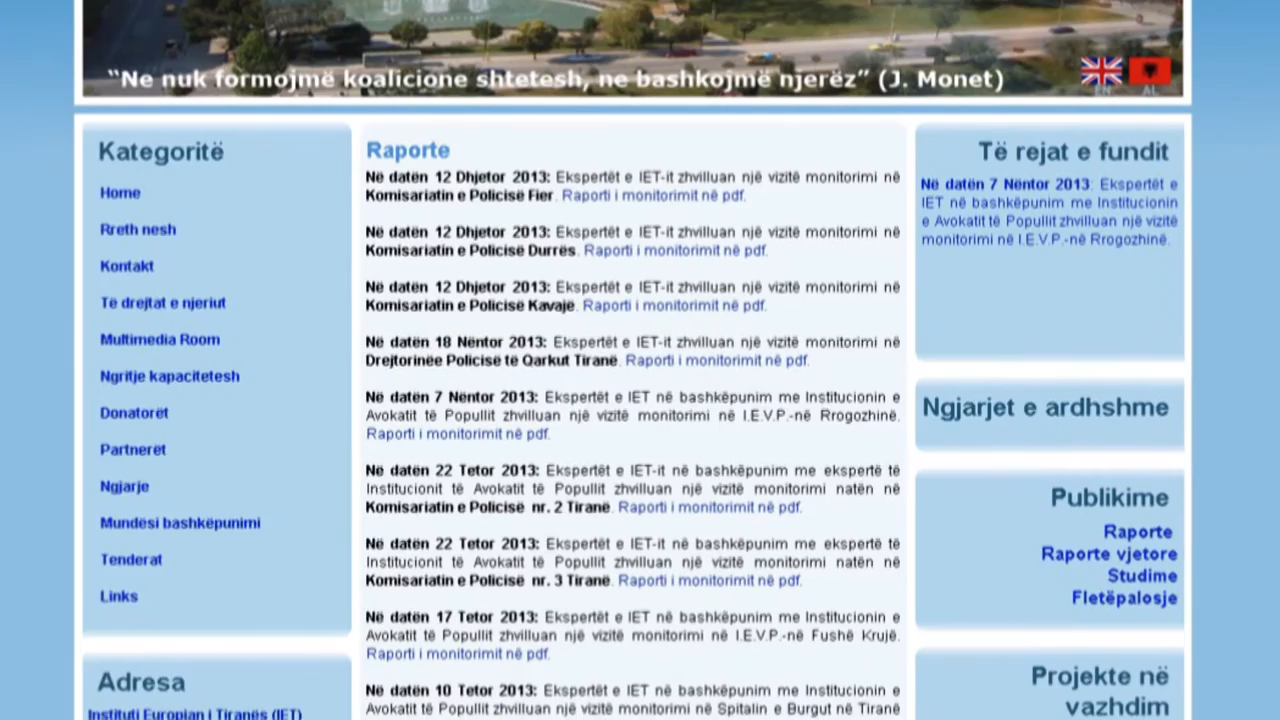 “Ne nuk formojmë koalicione shtetesh, ne bashkojmë njerëz” (J. Monet)
EN AL
Kategoritë
Home
Rreth nesh
Kontakt
Të drejtat e njeriut
Multimedia Room
Ngritje kapacitetesh
Donatorët
Partnerët
Ngjarje
Mundësi bashkëpunimi
Tenderat
Links
Adresa
Instituti Europian i Tiranës (IET)
Raporte
Në datën 12 Dhjetor 2013: Ekspertët e IET-it zhvilluan një vizitë monitorimi në
Komisariatin e Policisë Fier. Raporti i monitorimit në pdf.
Në datën 12 Dhjetor 2013: Ekspertët e IET-it zhvilluan një vizitë monitorimi në
Komisariatin e Policisë Durrës. Raporti i monitorimit në pdf.
Në datën 12 Dhjetor 2013: Ekspertët e IET-it zhvilluan një vizitë monitorimi në
Komisariatin e Policisë Kavaje. Raporti i monitorimit në pdf.
Në datën 18 Nëntor 2013: Ekspertët e IET-it zhvilluan një vizitë monitorimi në
Drejtorinëe Policisë të Qarkut Tiranë. Raporti i monitorimit në pdf.
Në datën 7 Nëntor 2013: Ekspertët e IET në bashkëpunim me Institucionin e
Avokatit të Popullit zhvilluan një vizitë monitorimi në I.E.V.P.-në Rrogozhinë.
Raporti i monitorimit në pdf.
Në datën 22 Tetor 2013: Ekspertët e IET-it në bashkëpunim me ekspertë të
Institucionit të Avokatit të Popullit zhvilluan një vizitë monitorimi natën në
Komisariatin e Policisë nr. 2 Tiranë. Raporti i monitorimit në pdf.
Në datën 22 Tetor 2013: Ekspertët e IET-it në bashkëpunim me ekspertë të
Institucionit të Avokatit të Popullit zhvilluan një vizitë monitorimi natën në
Komisariatin e Policisë nr. 3 Tiranë. Raporti i monitorimit në pdf.
Në datën 17 Tetor 2013: Ekspertët e IET në bashkëpunim me Institucionin e
Avokatit të Popullit zhvilluan një vizitë monitorimi në I.E.V.P.-në Fushë Krujë.
Raporti i monitorimit në pdf.
Në datën 10 Tetor 2013: Ekspertët e IET në bashkëpunim me Institucionin e
Avokatit të Popullit zhvilluan një vizitë monitorimi në Spitalin e Burgut në Tiranë
Të rejat e fundit
Në datën 7 Nëntor 2013: Ekspertët e
IET në bashkëpunim me Institucionin
e Avokatit të Popullit zhvilluan një vizitë
monitorimi në I.E.V.P.-në Rrogozhinë.
Ngjarjet e ardhshme
Publikime
Raporte
Raporte vjetore
Studime
Fletëpalosje
Projekte në
vazhdim